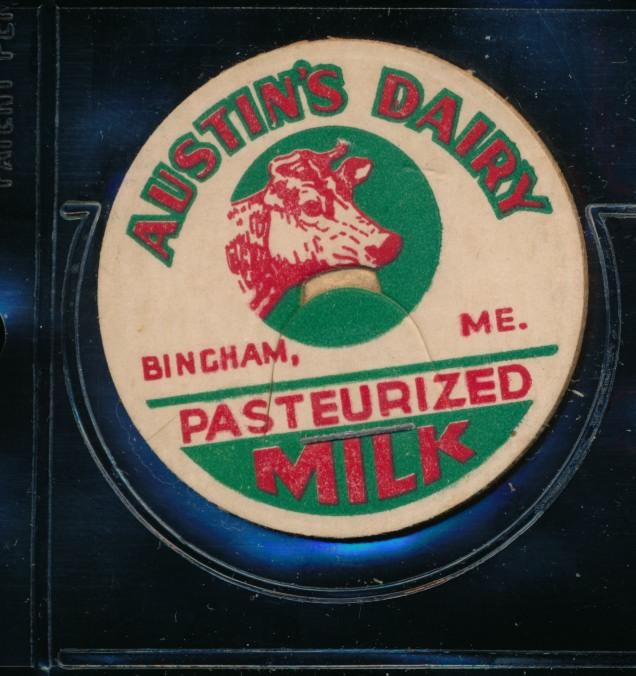 AUSTIN'S DAIRY
BINGHAM, ME.
PASTEURIZED
MILK